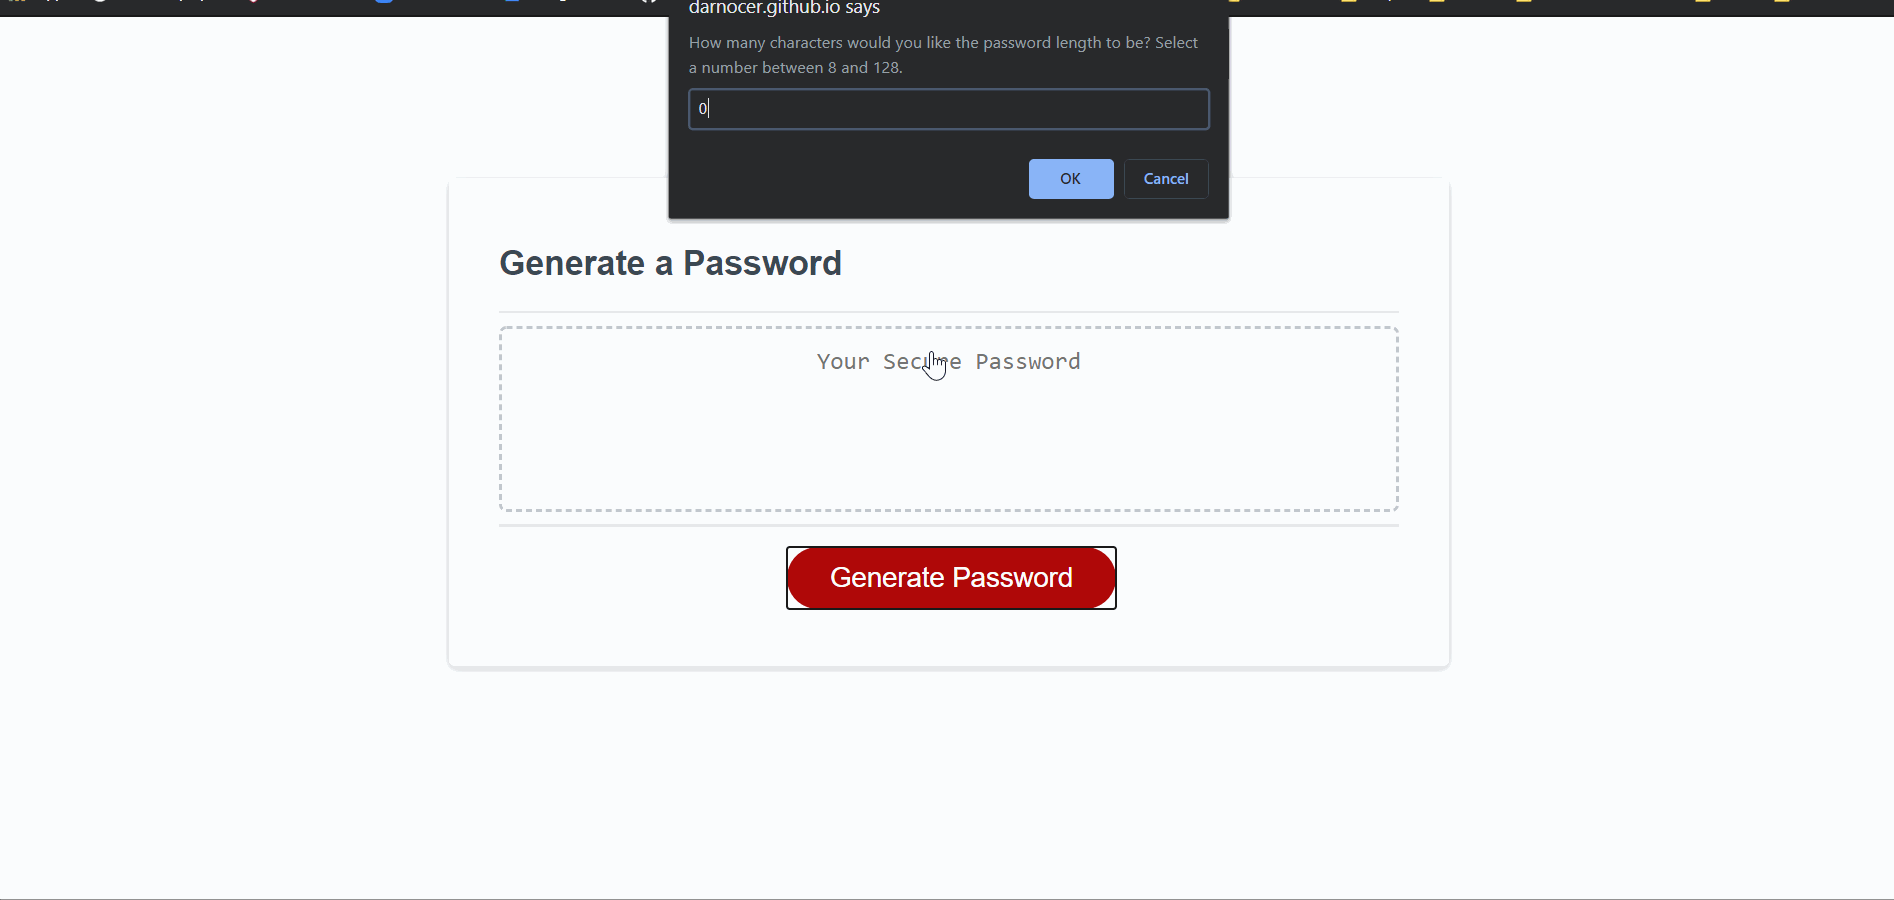 darnocer.github.io says
How many characters would you like the password length to be? Select
a number between 8 and 128.
0
OK
Cancel
Generate a Password
Your Secure Password
Generate Password